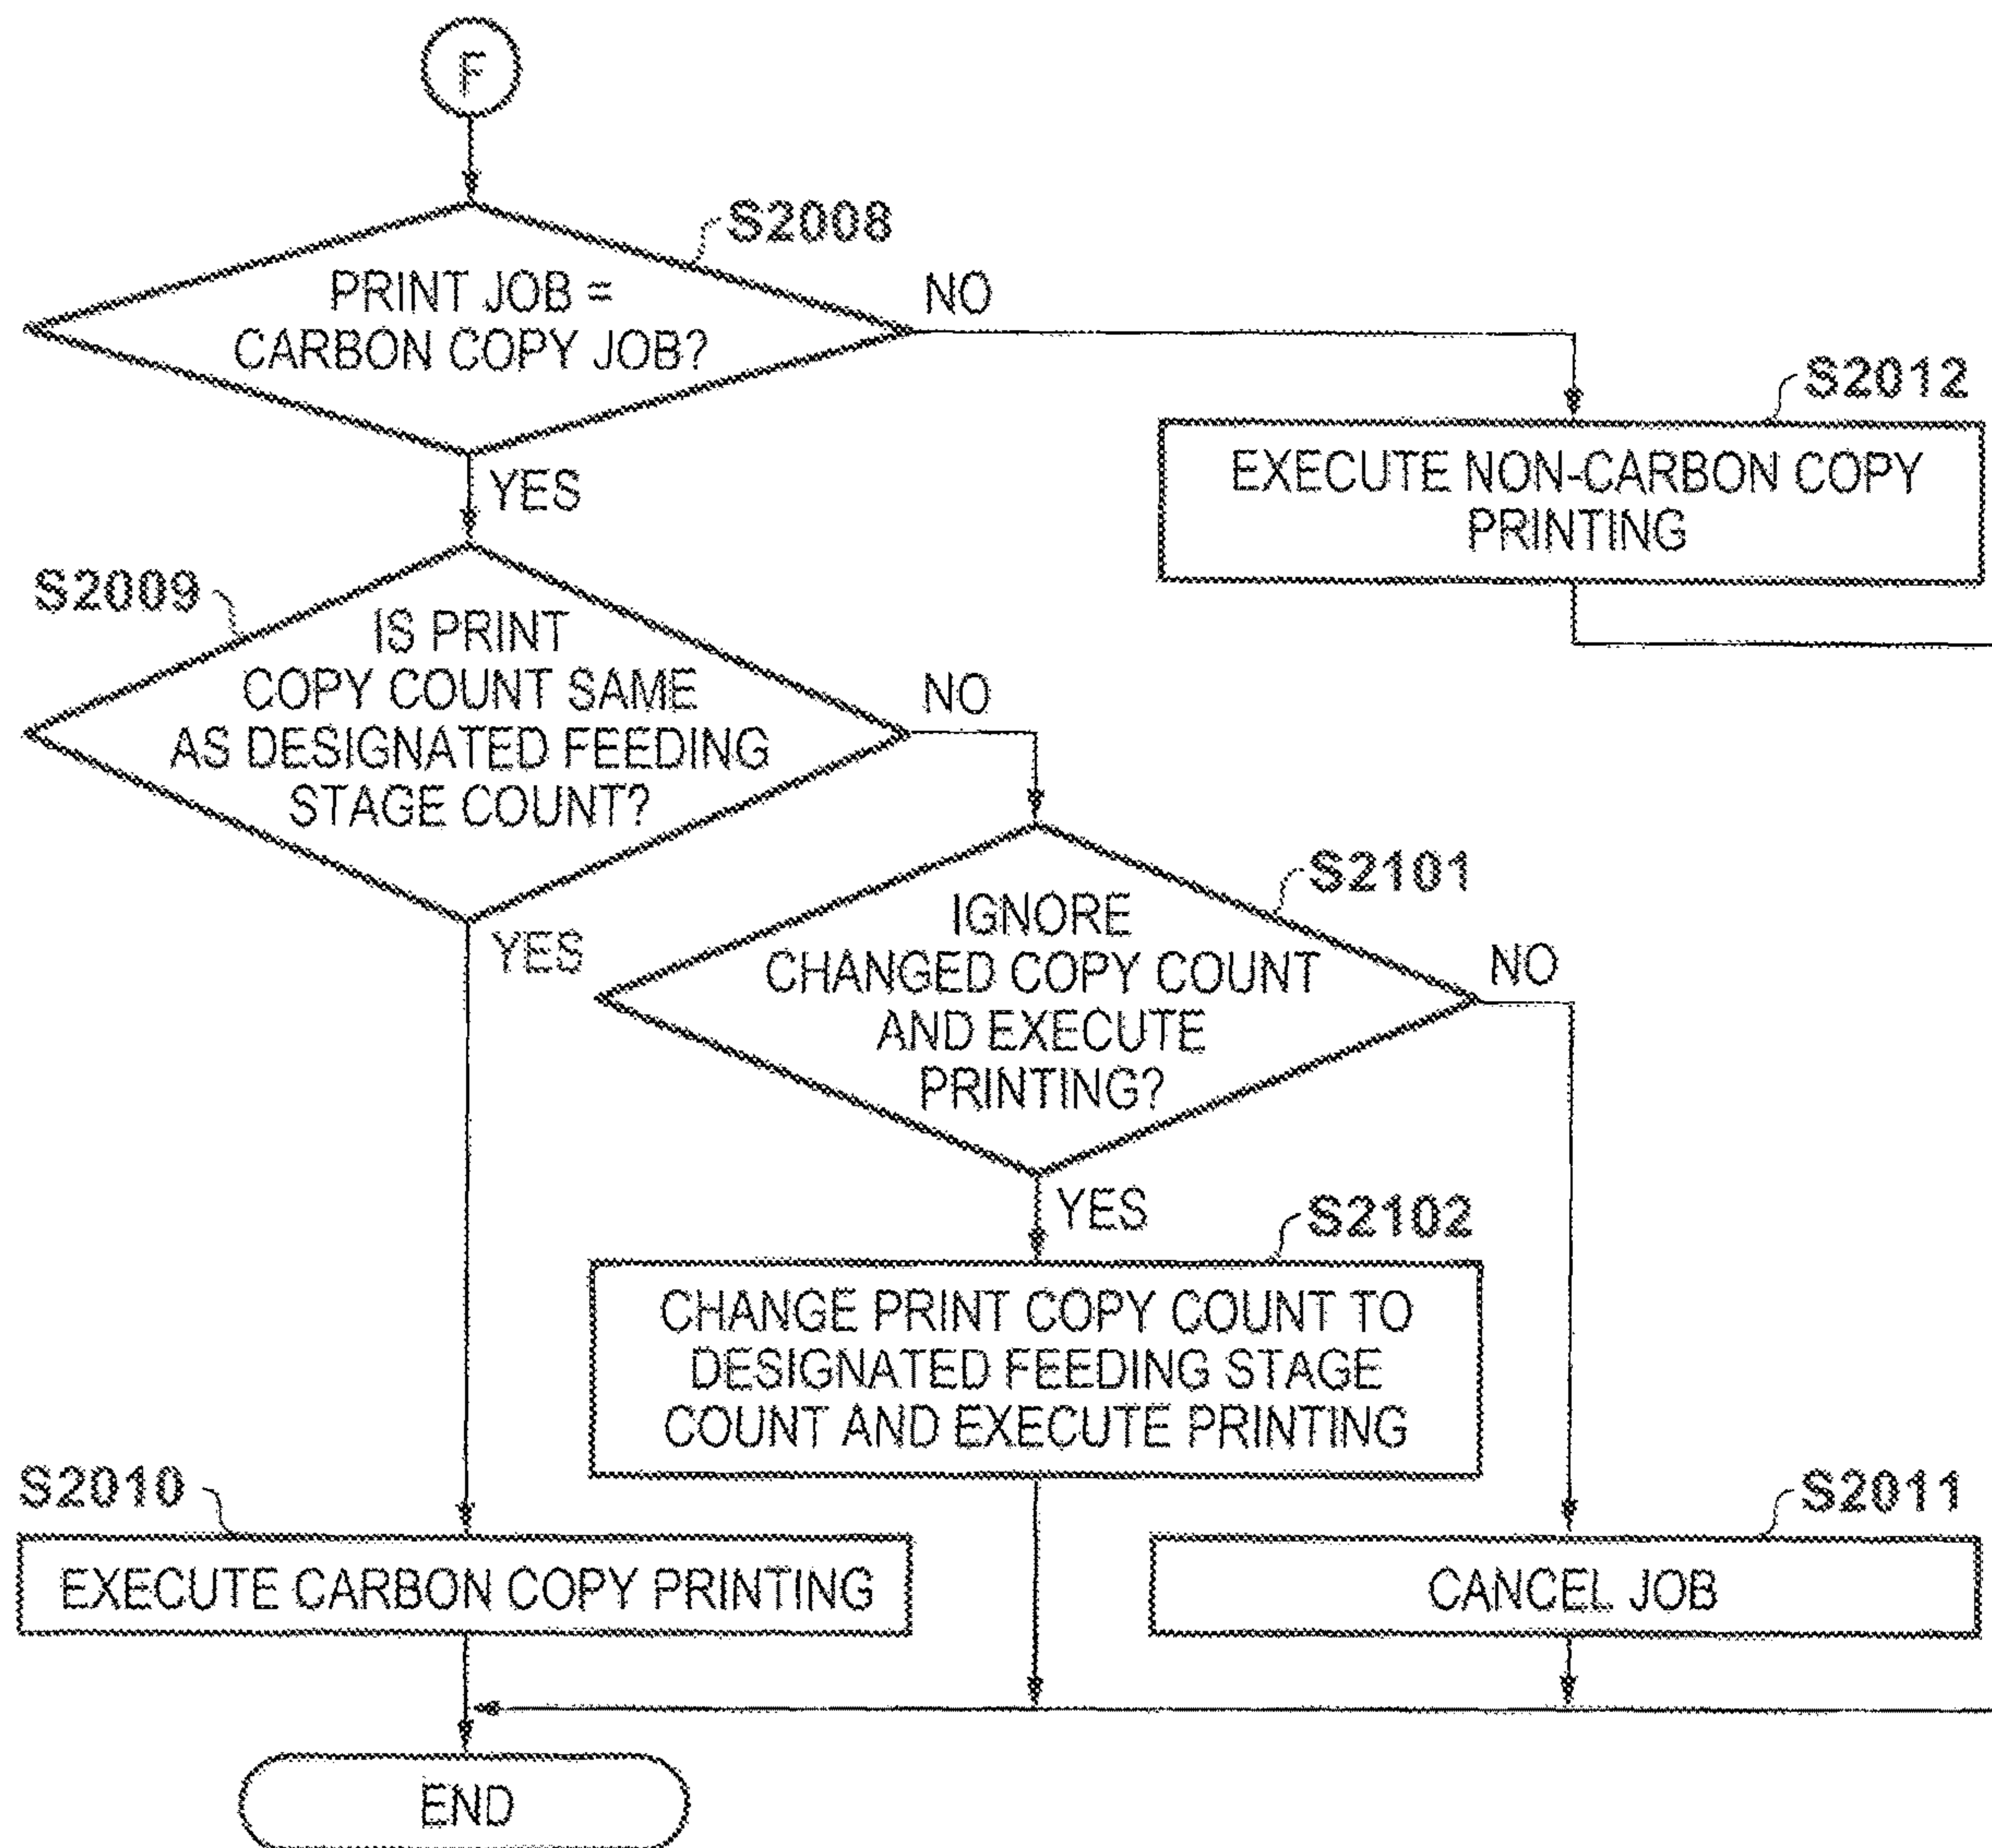 F
S2008
PRINT JOB =
CARBON COPY JOB?
NO
YES
S2012
EXECUTE NON-CARBON COPY
PRINTING
S2009
IS PRINT
COPY COUNT SAME
AS DESIGNATED FEEDING
STAGE COUNT?
NO
YES
S2101
IGNORE
CHANGED COPY COUNT
AND EXECUTE
PRINTING?
NO
YES
S2102
CHANGE PRINT COPY COUNT TO
DESIGNATED FEEDING STAGE
COUNT AND EXECUTE PRINTING
S2010
EXECUTE CARBON COPY PRINTING
S2011
CANCEL JOB
END